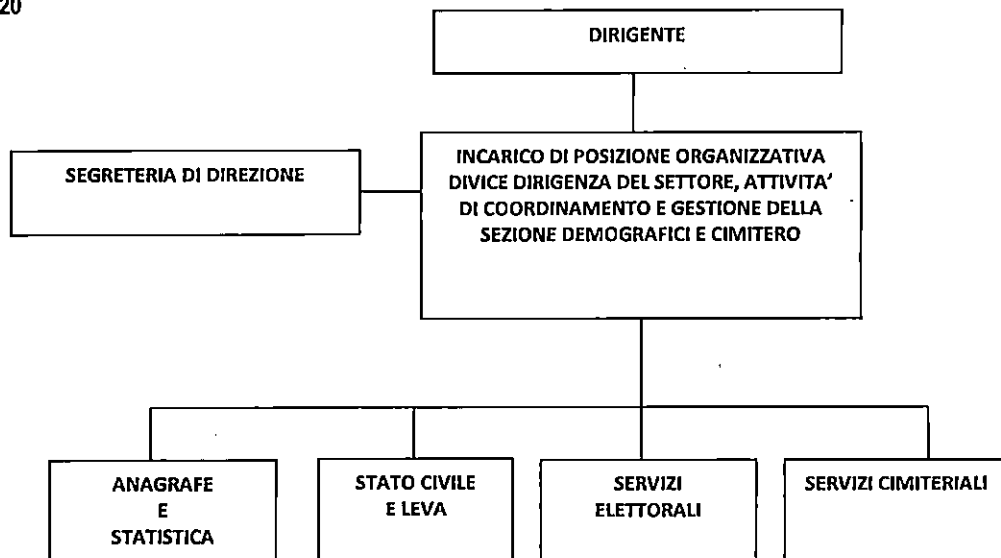 20
DIRIGENTE
SEGRETERIA DI DIREZIONE
INCARICO DI POSIZIONE ORGANIZZATIVA
DIVICE DIRIGENZA DEL SETTORE, ATTIVITA'
DI COORDINAMENTO E GESTIONE DELLA
SEZIONE DEMOGRAFICI E CIMITERO
ANAGRAFE
E
STATISTICA
STATO CIVILE
E LEVA
SERVIZI
ELETTORALI
SERVIZI CIMITERIALI